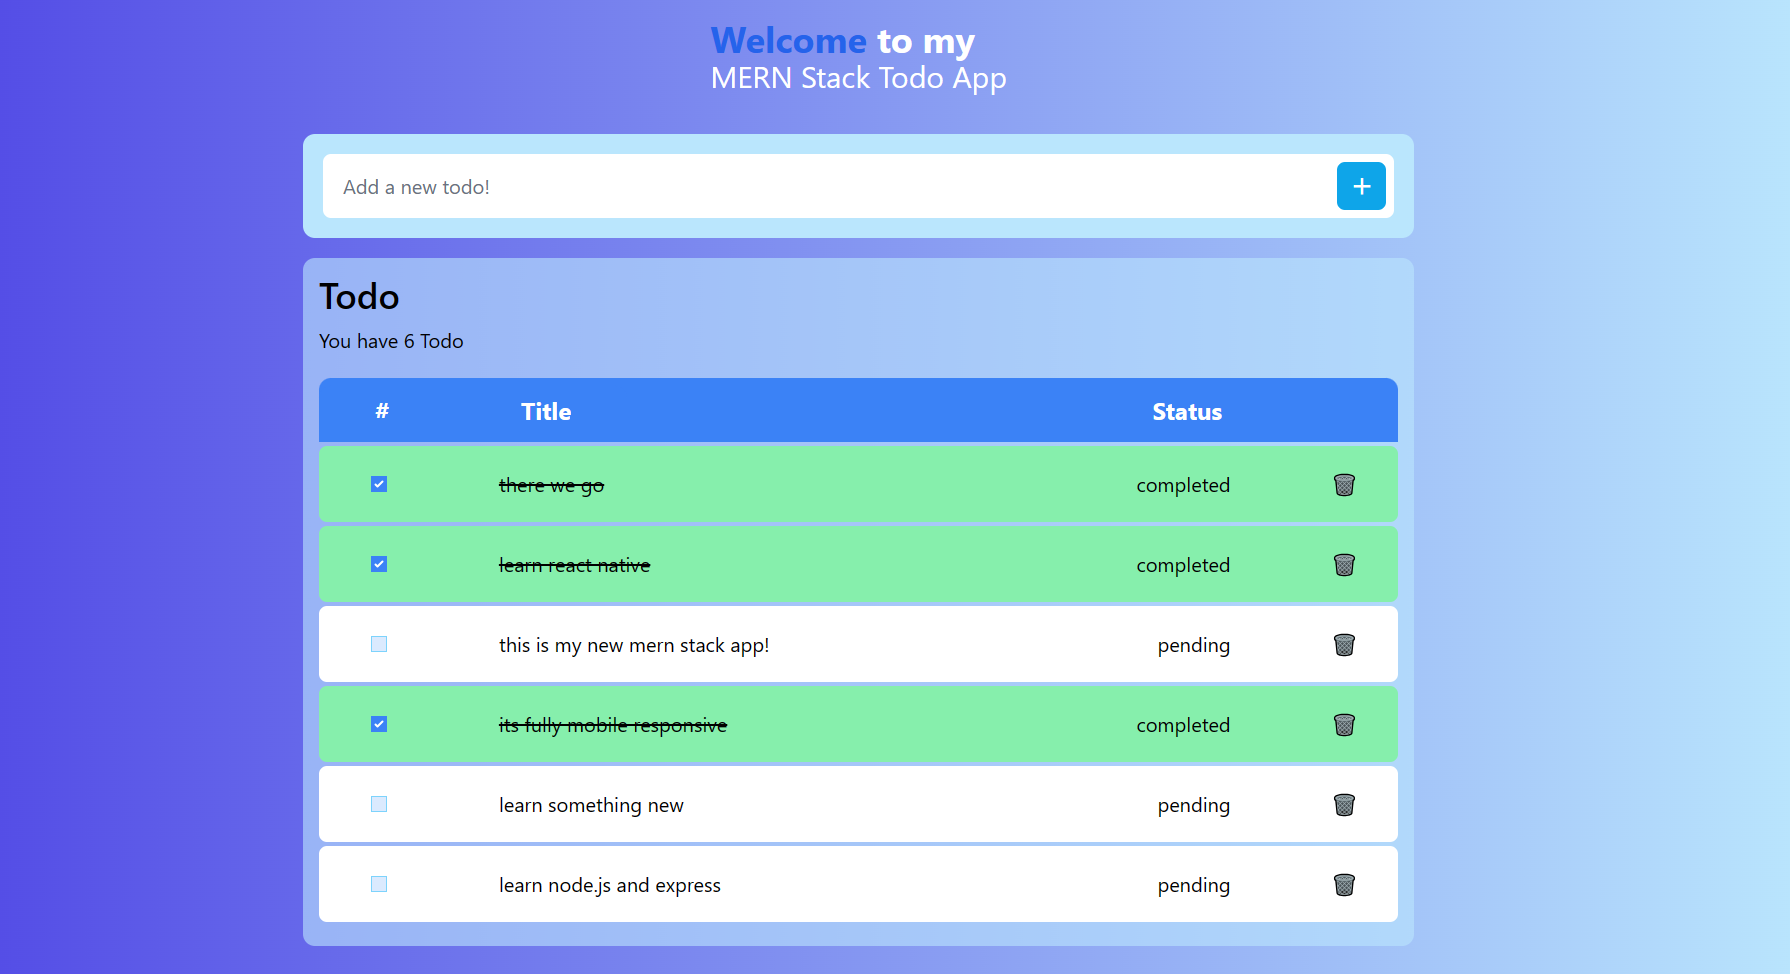 Welcome to my
MERN Stack Todo App
Add a new todo!
+
Todo
You have 6 Todo
# Title Status
there we go completed
learn react native completed
this is my new mern stack app! pending
its fully mobile responsive completed
learn something new pending
learn node.js and express pending